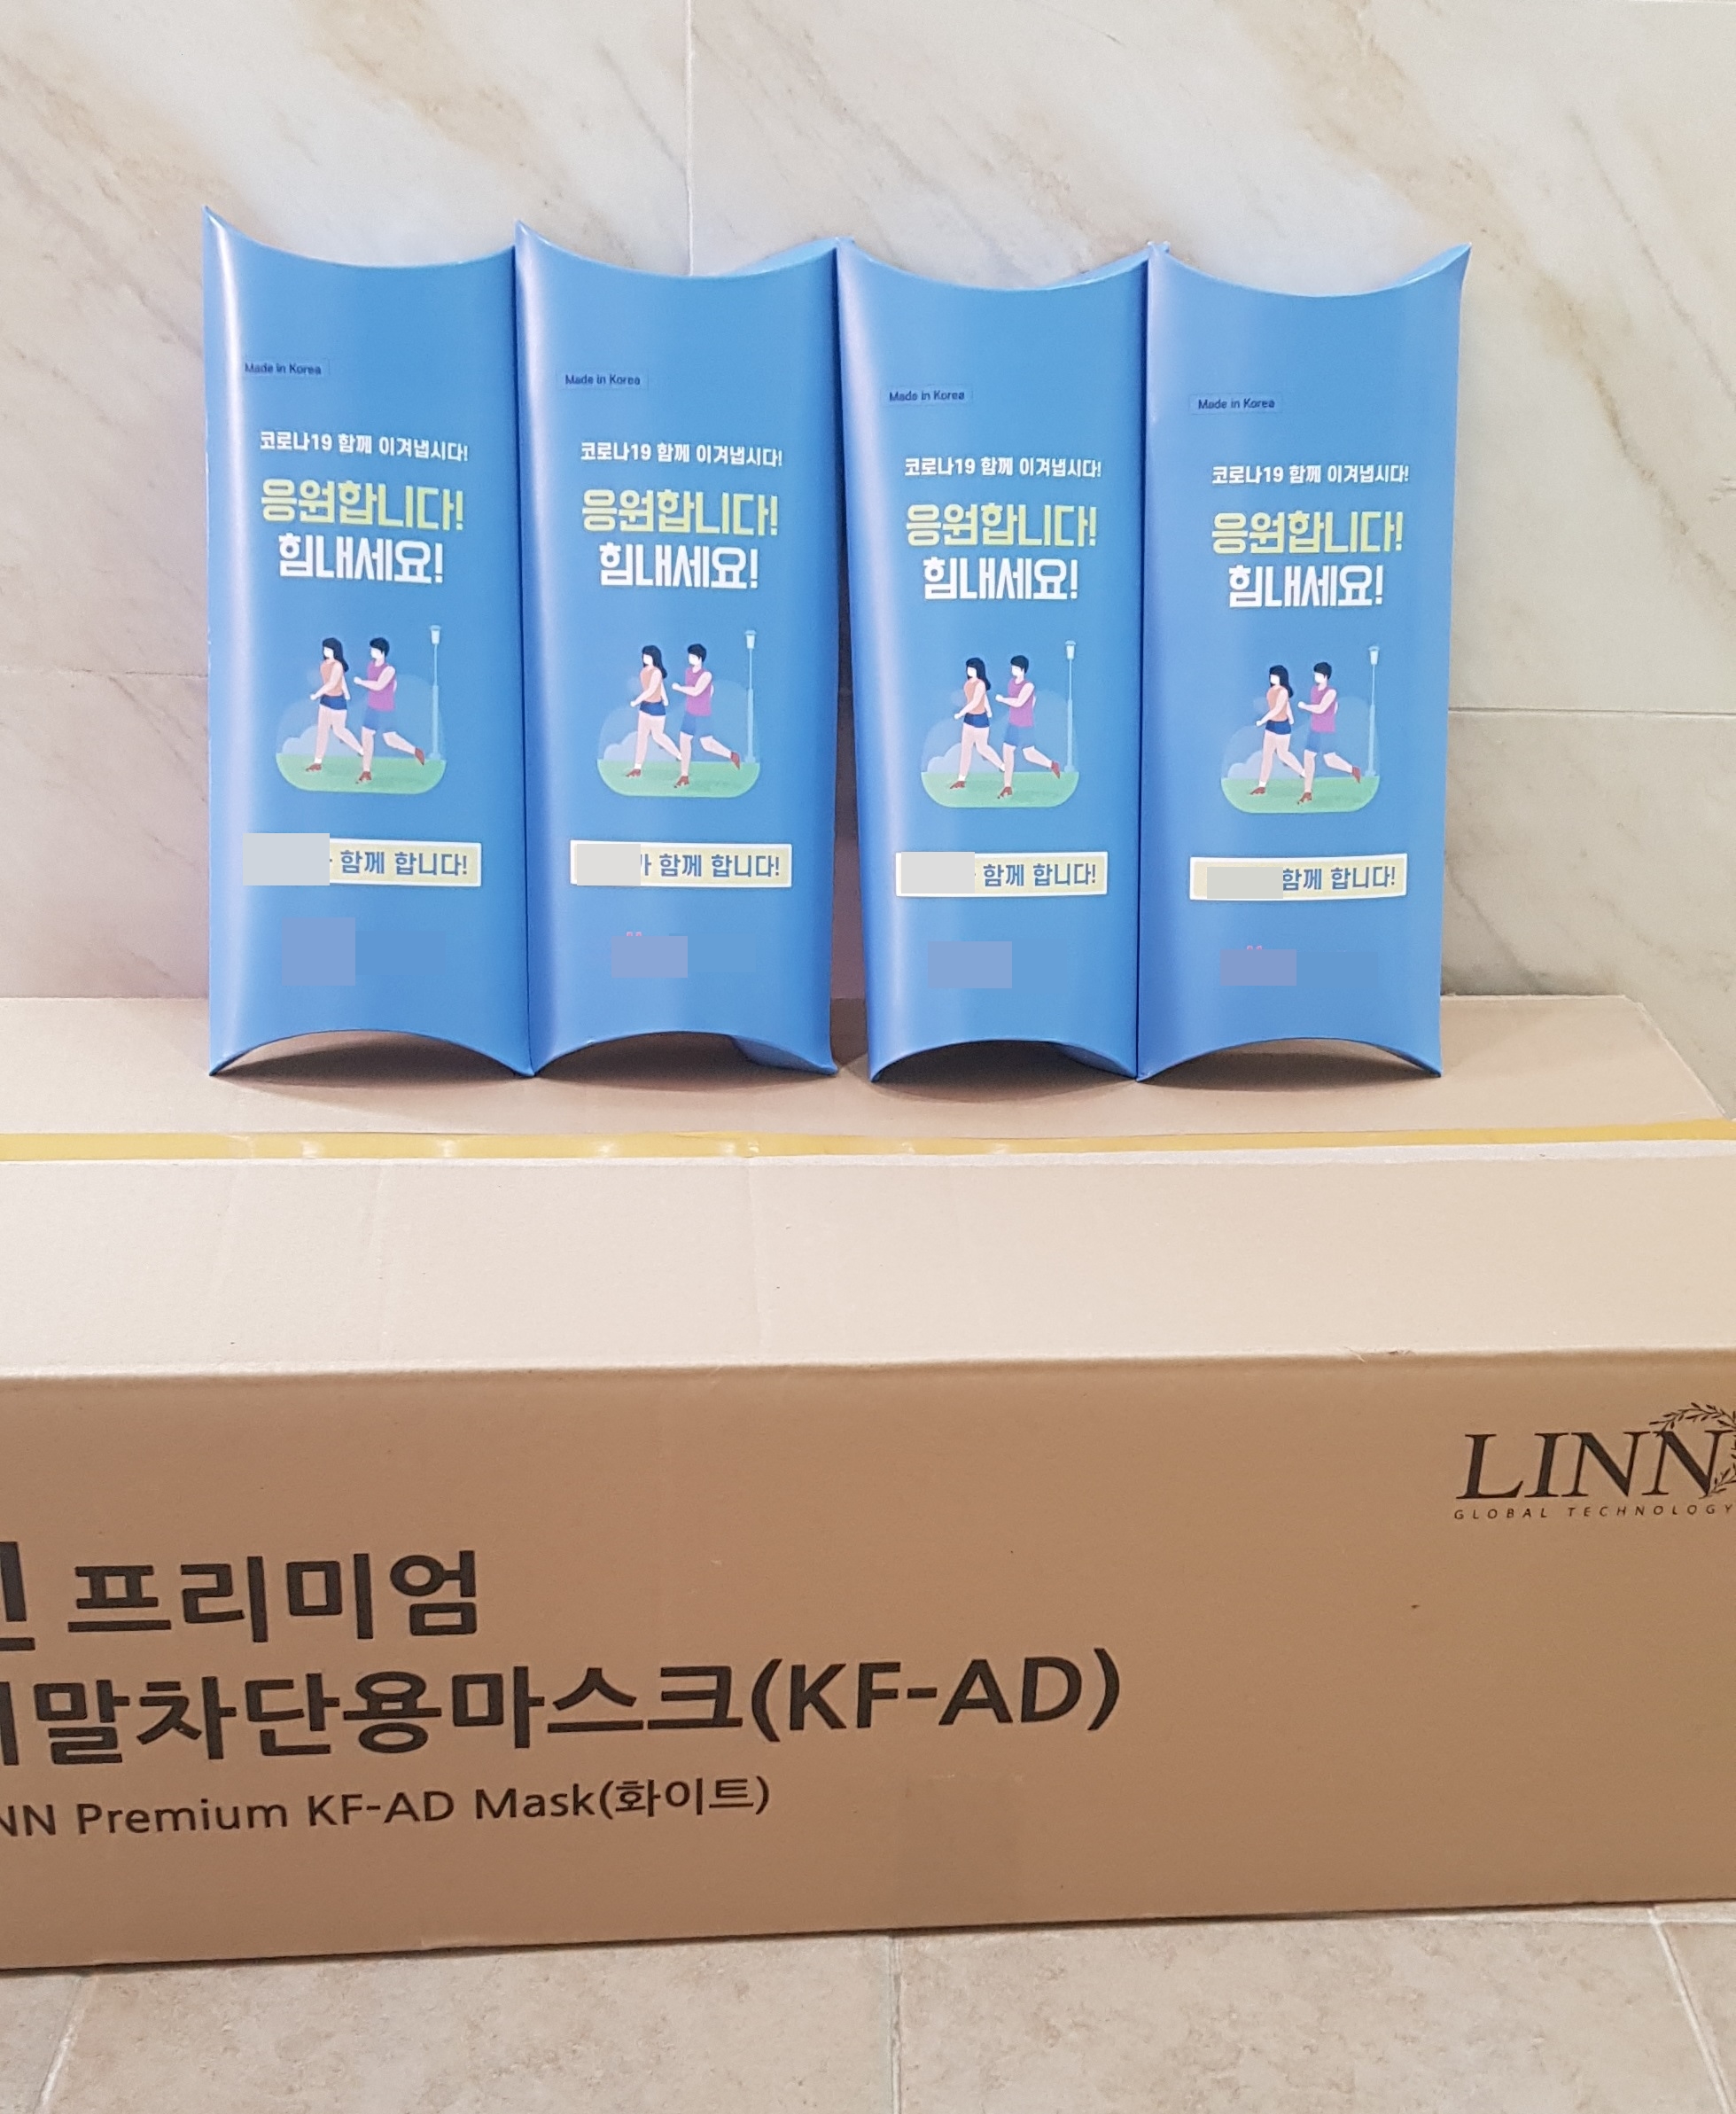 Made in Korea
코로나19 함께 이겨냅시다!
응원합니다!
힘내세요!
함께 합니다!
Made in Korea
코로나19 함께 이겨냅시다!
응원합니다!
힘내세요!
함께 합니다!
Made in Korea
코로나19 함께 이겨냅시다!
응원합니다!
힘내세요!
함께 합니다!
Made in Korea
코로나19 함께 이겨냅시다!
응원합니다!
힘내세요!
함께 합니다!
LINN
GLOBAL TECHNOLOGY
프리미엄
말차단용마스크(KF-AD)
NN Premium KF-AD Mask(화이트)